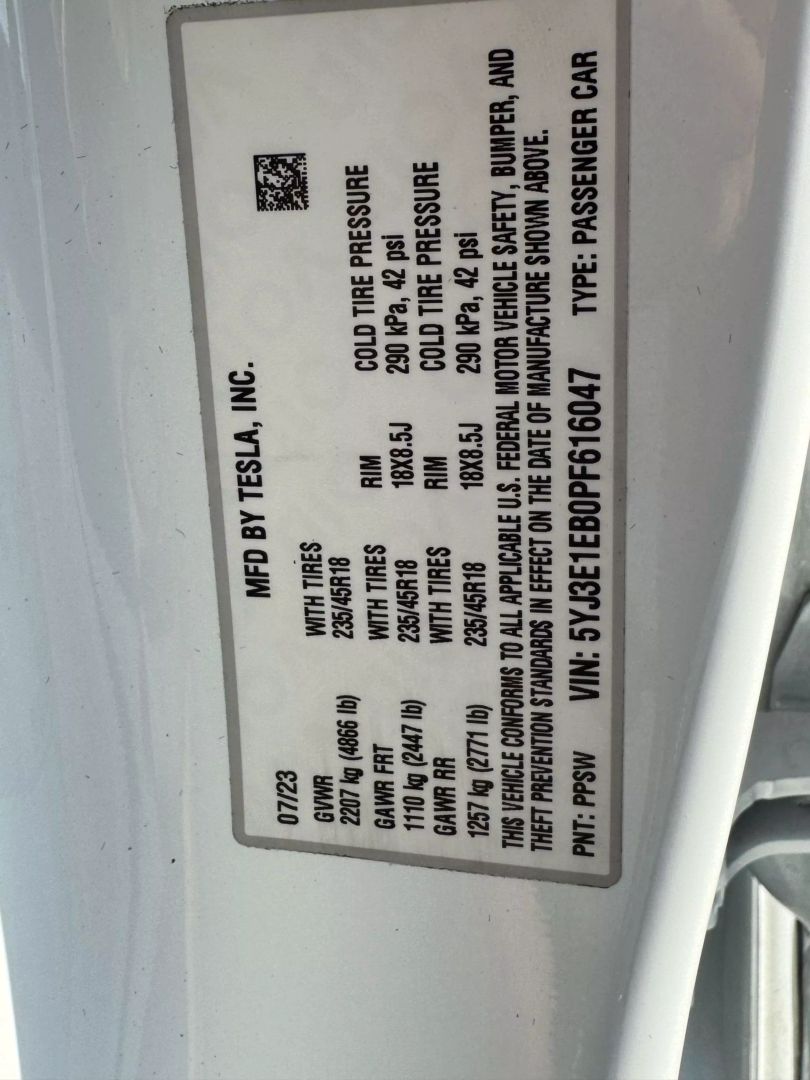 MFD BY TESLA, INC.
07/23
GVWR WITH TIRES RIM COLD TIRE PRESSURE
2207 kg (4866 lb) 235/45R18
GAWR FRT WITH TIRES RIM COLD TIRE PRESSURE
1110 kg (2447 lb) 235/45R18 18X8.5J 290 kPa, 42 psi
GAWR RR WITH TIRES RIM COLD TIRE PRESSURE
1257 kg (2771 lb) 235/45R18 18X8.5J 290 kPa, 42 psi
THIS VEHICLE CONFORMS TO ALL APPLICABLE U.S. FEDERAL MOTOR VEHICLE SAFETY, BUMPER, AND
THEFT PREVENTION STANDARDS IN EFFECT ON THE DATE OF MANUFACTURE SHOWN ABOVE.
PNT: PPSW VIN: 5YJ3E1EB0PF616047 TYPE: PASSENGER CAR